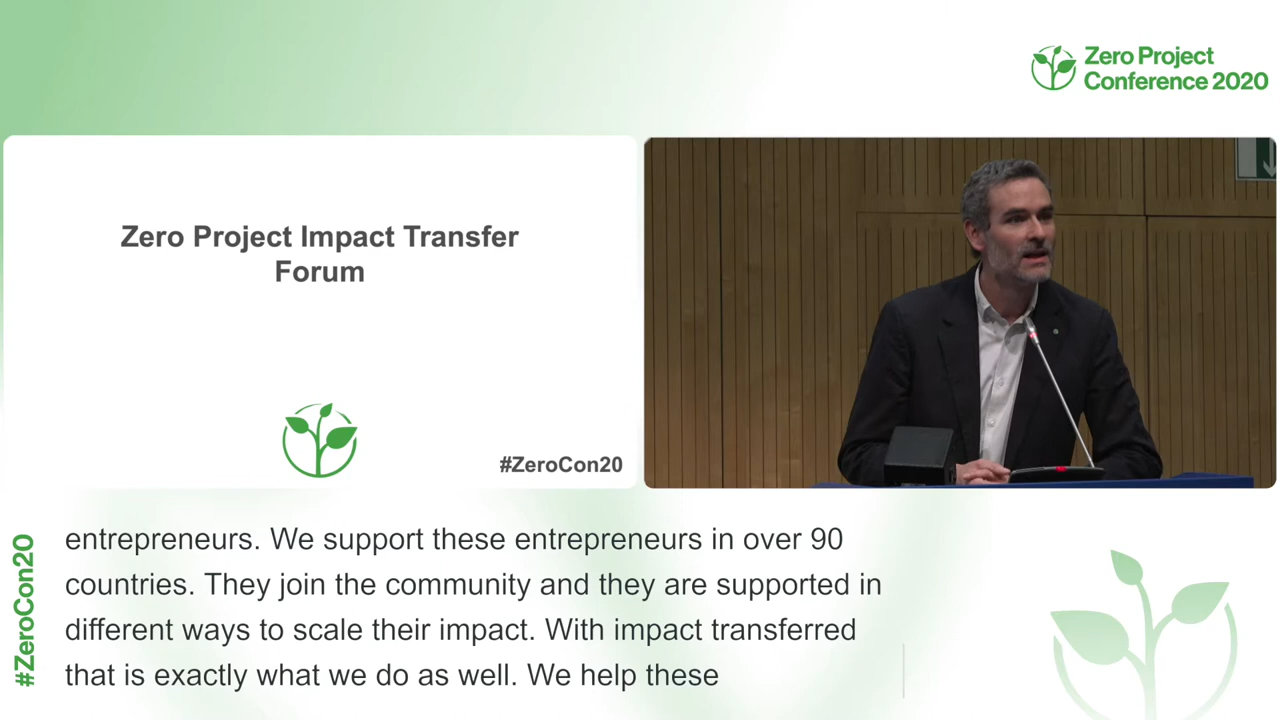 Zero Project
Conference 2020
Zero Project Impact Transfer
Forum
#ZeroCon20
#ZeroCon20
entrepreneurs. We support these entrepreneurs in over 90
countries. They join the community and they are supported in
different ways to scale their impact. With impact transferred
that is exactly what we do as well. We help these